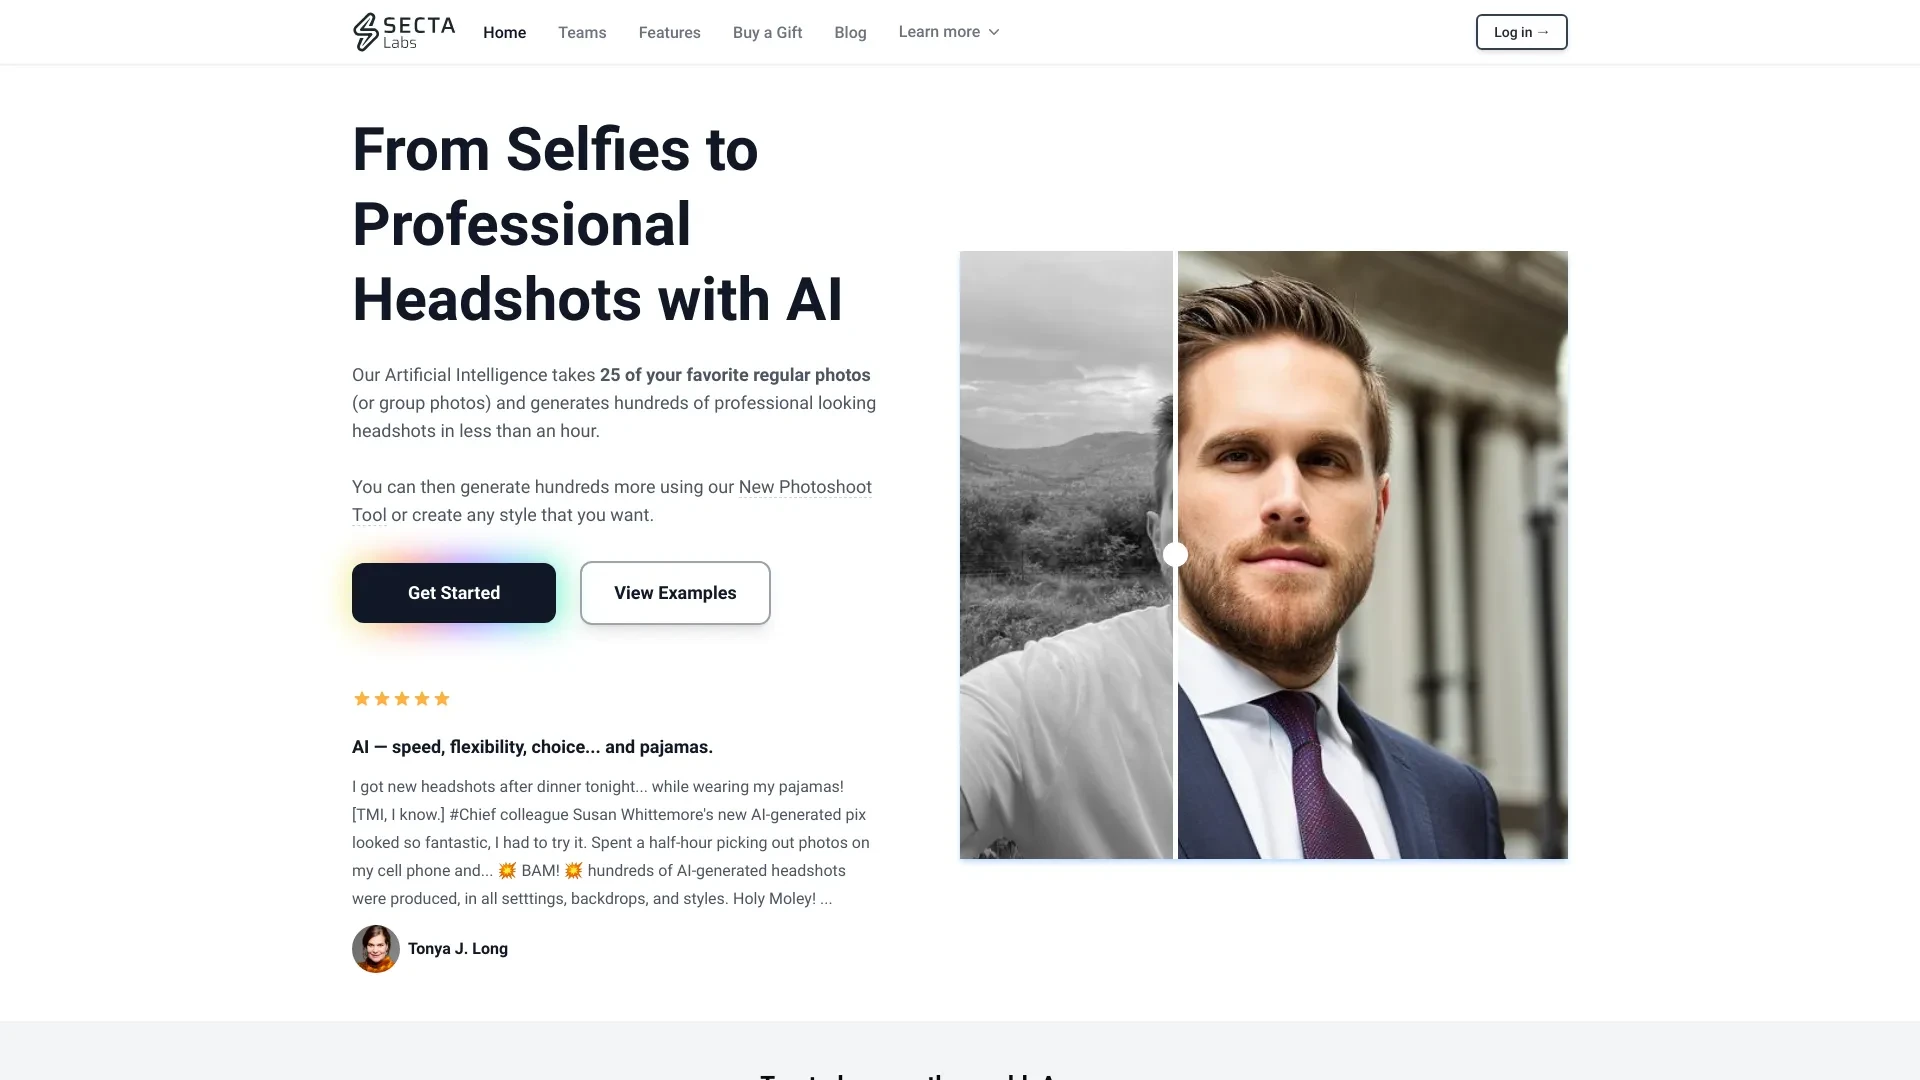 SECTA
Labs
Home
Teams
Features
Buy a Gift
Blog
Learn more
Log in →
From Selfies to
Professional
Headshots with AI
Our Artificial Intelligence takes 25 of your favorite regular photos
(or group photos) and generates hundreds of professional looking
headshots in less than an hour.
You can then generate hundreds more using our New Photoshoot
Tool or create any style that you want.
Get Started
View Examples
AI — speed, flexibility, choice... and pajamas.
I got new headshots after dinner tonight... while wearing my pajamas!
[TMI, I know.] #Chief colleague Susan Whittemore's new AI-generated pix
looked so fantastic, I had to try it. Spent a half-hour picking out photos on
my cell phone and... 💥 BAM! 💥 hundreds of AI-generated headshots
were produced, in all setttings, backdrops, and styles. Holy Moley! ...
Tonya J. Long